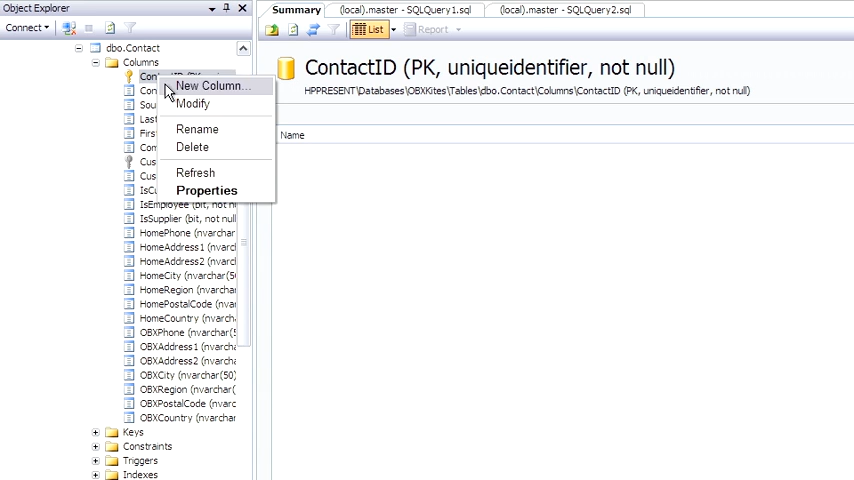 Object Explorer
Connect
dbo.Contact
Columns
New Column...
Modify
Rename
Delete
Refresh
Properties
IsEmployee (bit, not nu
IsSupplier (bit, not null
HomePhone (nvarchar
HomeAddress1 (nvarc
HomeAddress2 (nvarc
HomeCity (nvarchar(50
HomeRegion (nvarchar
HomePostalCode (nvar
HomeCountry (nvarch
OBXPhone (nvarchar(5
OBXAddress1 (nvarcha
OBXAddress2 (nvarcha
OBXCity (nvarchar(50)
OBXRegion (nvarchar(
OBXPostalCode (nvarc
OBXCountry (nvarchar
Keys
Constraints
Triggers
Indexes
Summary
(local).master - SQLQuery1.sql
(local).master - SQLQuery2.sql
List
Report
ContactID (PK, uniqueidentifier, not null)
HPPRESENT\Databases\OBXKites\Tables\dbo.Contact\Columns\ContactID (PK, uniqueidentifier, not null)
Name